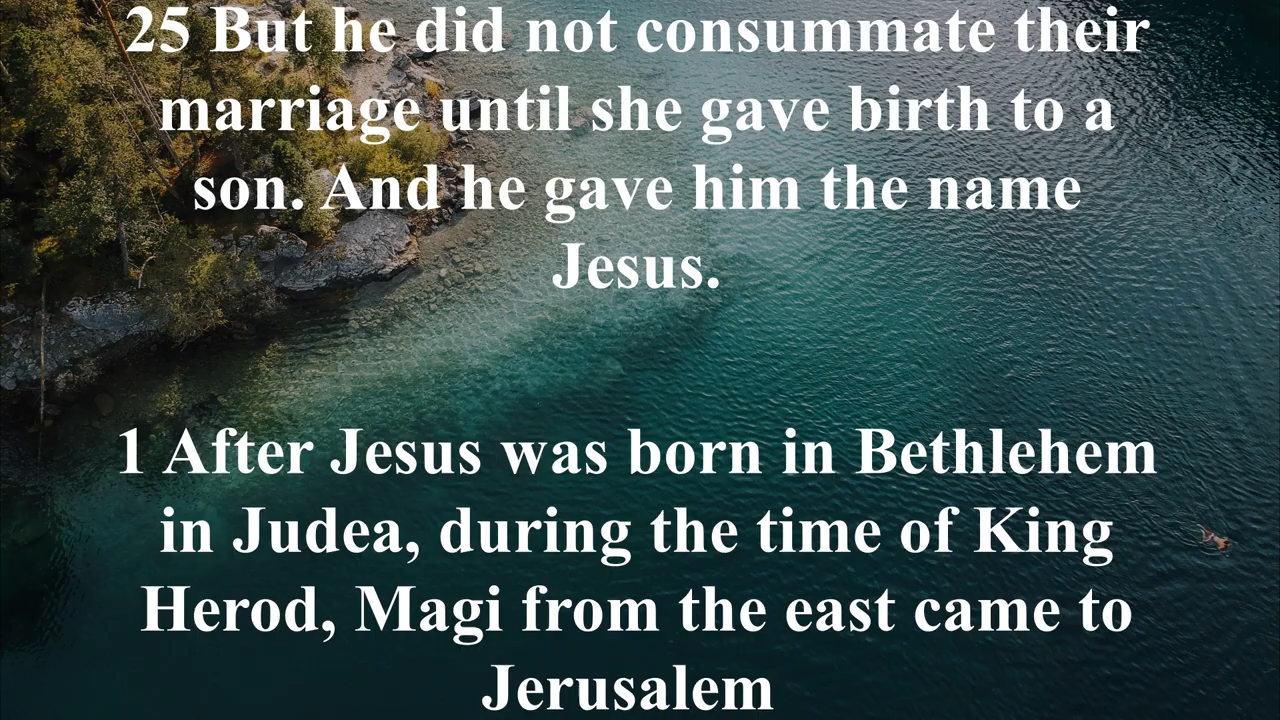 25 But he did not consummate their
marriage until she gave birth to a
son. And he gave him the name
Jesus.
1 After Jesus was born in Bethlehem
in Judea, during the time of King
Herod, Magi from the east came to
Jerusalem